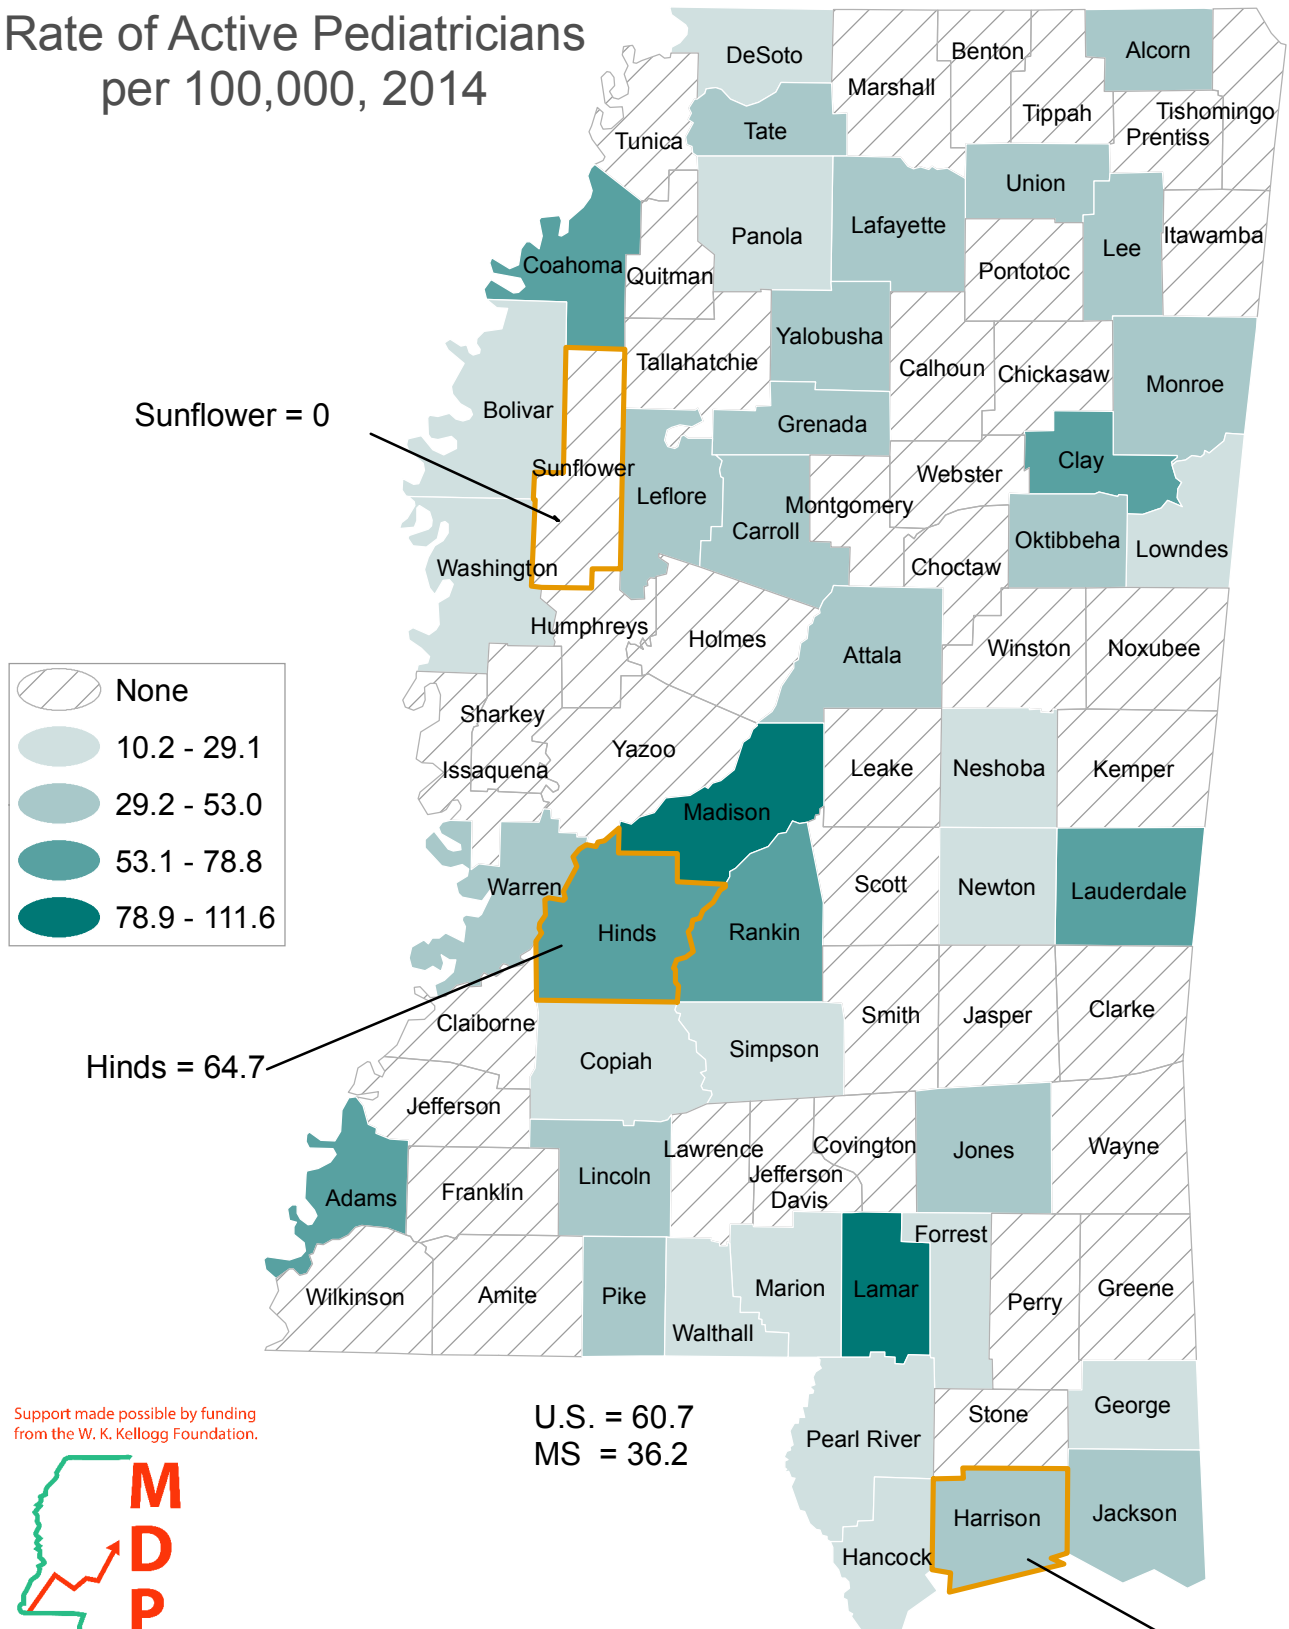 Rate of Active Pediatricians
per 100,000, 2014
DeSoto
Marshall
Benton
Alcorn
Tippah
Tishomingo
Prentiss
Tunica
Tate
Union
Panola
Lafayette
Lee
Itawamba
Coahoma
Quitman
Pontotoc
Yalobusha
Tallahatchie
Calhoun
Chickasaw
Monroe
Bolivar
Sunflower = 0
Grenada
Clay
Sunflower
Webster
Leflore
Montgomery
Carroll
Oktibbeha
Lowndes
Washington
Choctaw
Humphreys
Holmes
Attala
Winston
Noxubee
None
10.2 - 29.1
29.2 - 53.0
53.1 - 78.8
78.9 - 111.6
Sharkey
Yazoo
Issaquena
Leake
Neshoba
Kemper
Madison
Warren
Scott
Newton
Lauderdale
Hinds
Rankin
Claiborne
Smith
Jasper
Clarke
Hinds = 64.7
Copiah
Simpson
Jefferson
Lawrence
Covington
Jones
Wayne
Jefferson
Davis
Lincoln
Franklin
Adams
Forrest
Wilkinson
Amite
Pike
Marion
Lamar
Perry
Greene
Walthall
George
Stone
Pearl River
U.S. = 60.7
MS = 36.2
Harrison
Jackson
Hancock
Support made possible by funding
from the W. K. Kellogg Foundation.
M
D
P